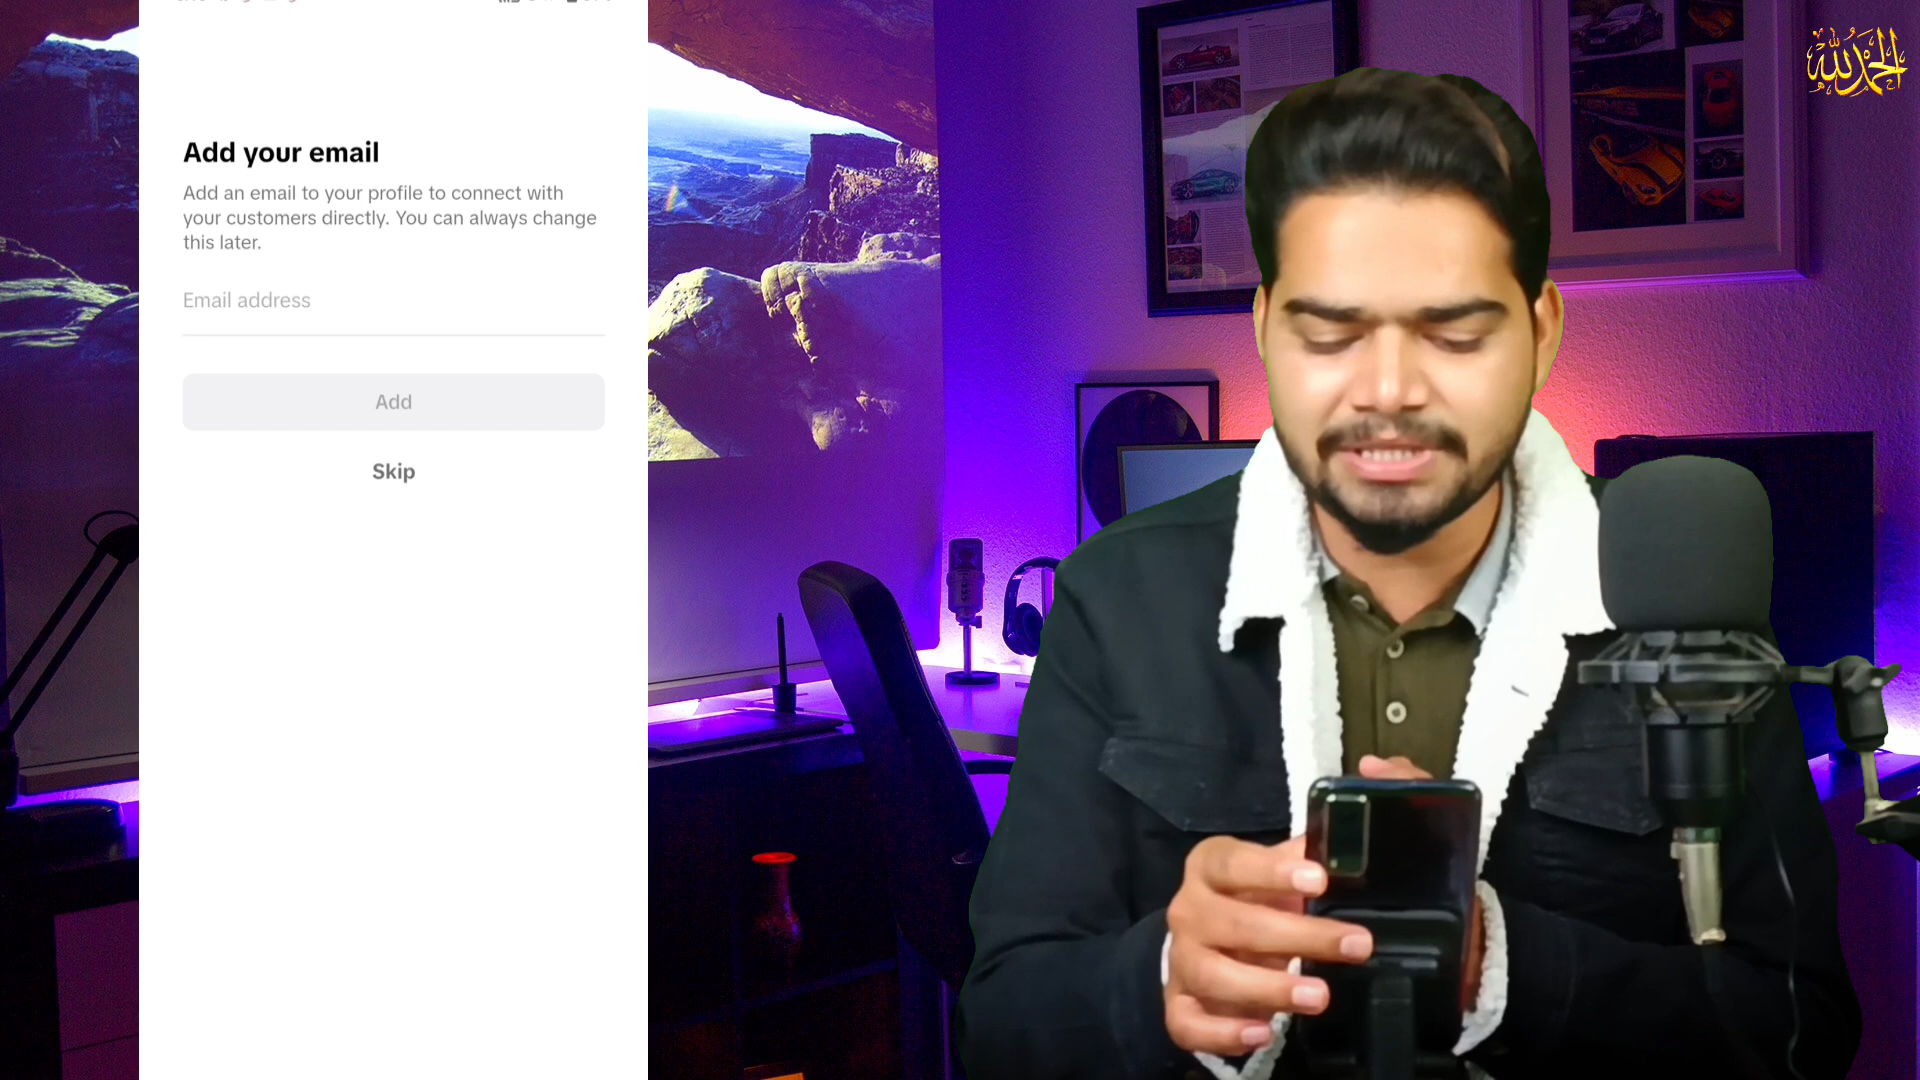 Add your email
Add an email to your profile to connect with
your customers directly. You can always change
this later.
Email address
Add
Skip
الحمد لله